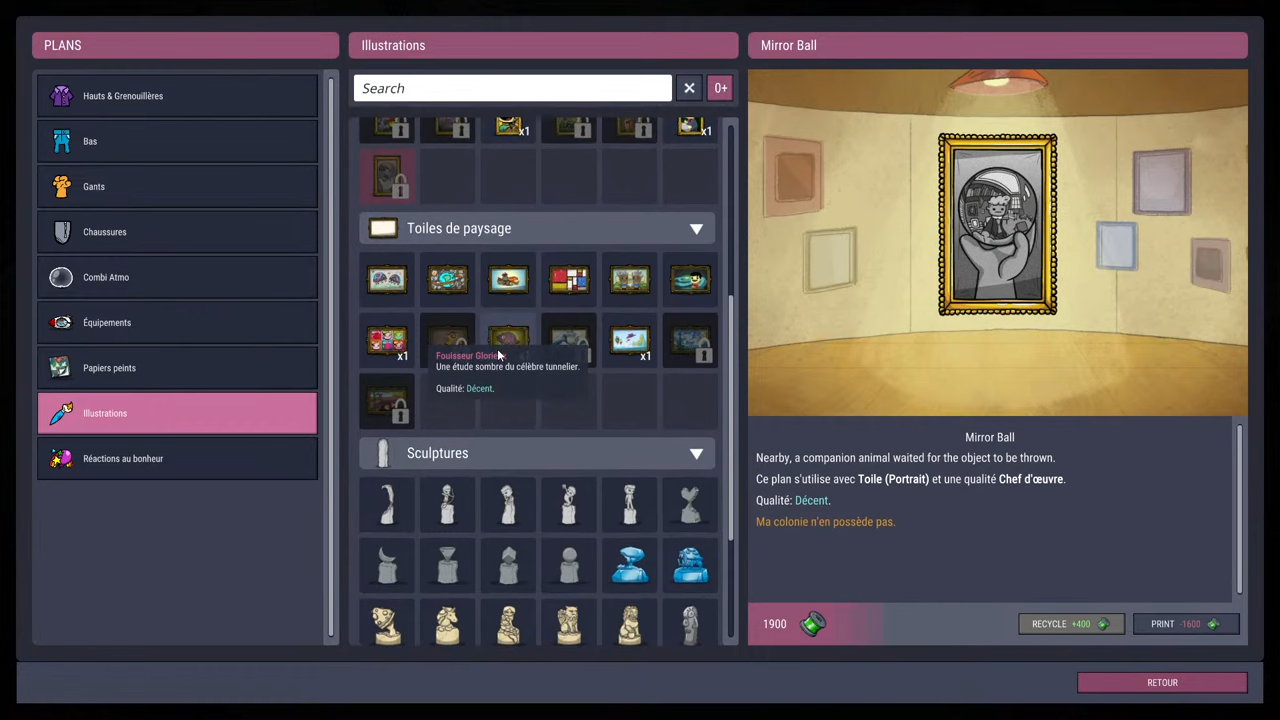 PLANS
Hauts & Grenouillères
Bas
Gants
Chaussures
Combi Atmo
Équipements
Papiers peints
Illustrations
Réactions au bonheur
Illustrations
Search
0+
x1
x1
Toiles de paysage
x1
x1
Une étude sombre du célèbre tunnelier.
Qualité: Décent.
Sculptures
Mirror Ball
Mirror Ball
Nearby, a companion animal waited for the object to be thrown.
Ce plan s'utilise avec Toile (Portrait) et une qualité Chef d'œuvre.
Qualité: Décent.
Ma colonie n'en possède pas.
1900
RECYCLE +400
PRINT -1600
RETOUR